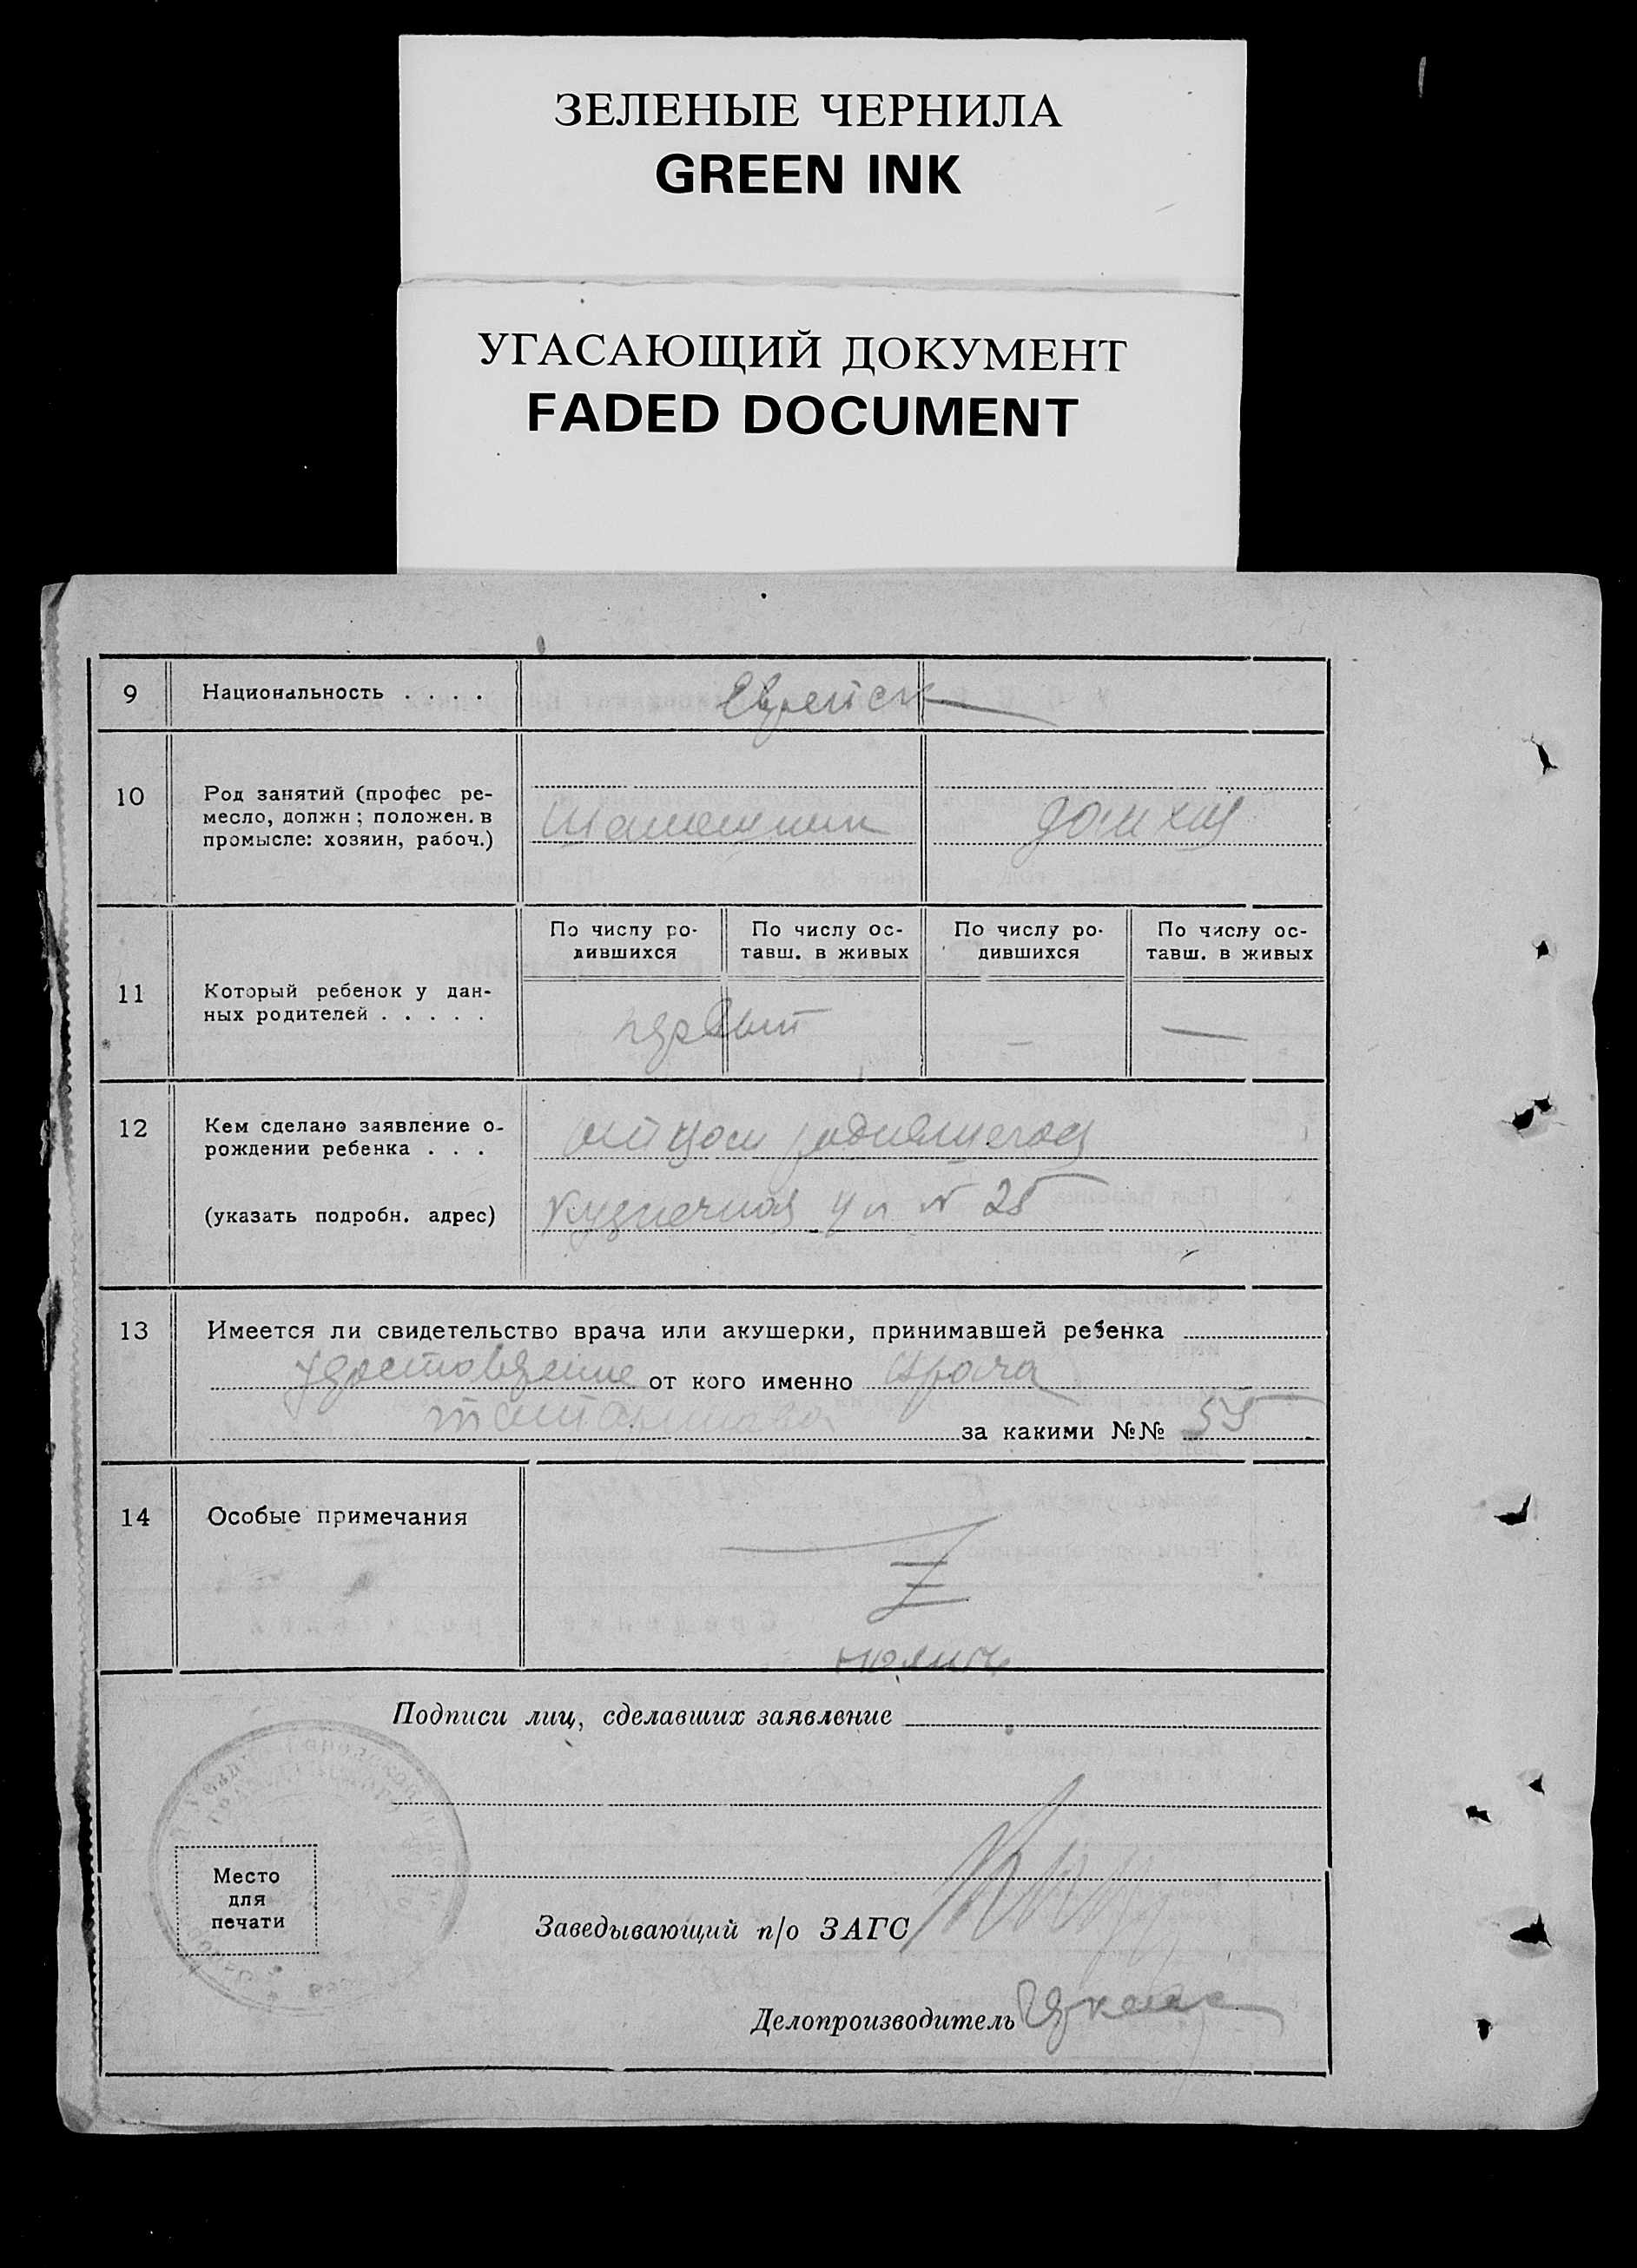 ЗЕЛЕНЫЕ ЧЕРНИЛА
GREEN INK
УГАСАЮЩИЙ ДОКУМЕНТ
FADED DOCUMENT
9 Национальность . . . . Еврейск
10 Род занятий (профес ре-
месло, должн; положен. в
промысле: хозяин, рабоч.)
домхоз
По числу ро-
дившихся
По числу ос-
тавш. в живых
По числу ро-
дившихся
По числу ос-
тавш. в живых
11 Который ребенок у дан-
ных родителей . . . . .
первый — —
12 Кем сделано заявление о-
рождении ребенка . . .
отцом родившегося
(указать подробн. адрес) Кузнечная ул № 25
13 Имеется ли свидетельство врача или акушерки, принимавшей ребенка
от кого именно врача
за какими №№ 55
14 Особые примечания
Подписи лиц, сделавших заявление
Место
для
печати
Заведывающий п/о ЗАГС
Делопроизводитель